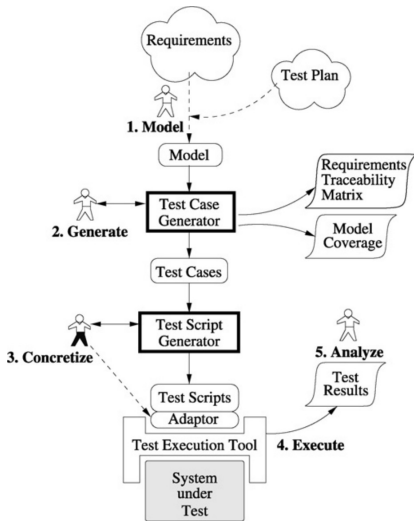 Requirements
Test Plan
1. Model
Model
Requirements
Traceability
Matrix
Test Case
Generator
2. Generate
Model
Coverage
Test Cases
Test Script
Generator
3. Concretize
5. Analyze
Test
Results
Test Scripts
Adaptor
Test Execution Tool
4. Execute
System
under
Test